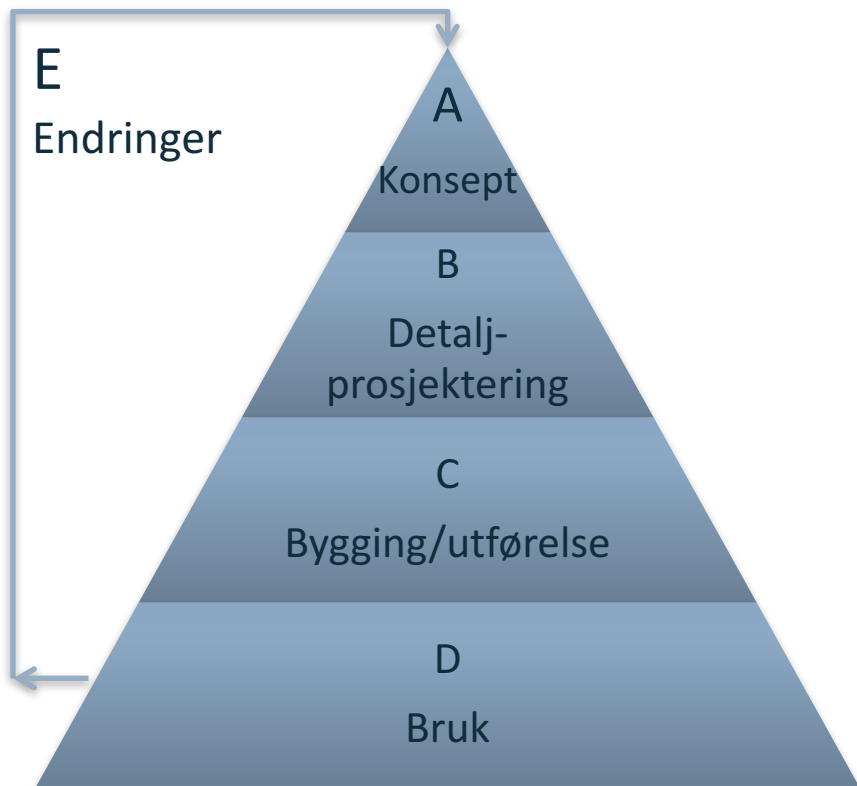 E
Endringer
A
Konsept
B
Detalj-
prosjektering
C
Bygging/utførelse
D
Bruk